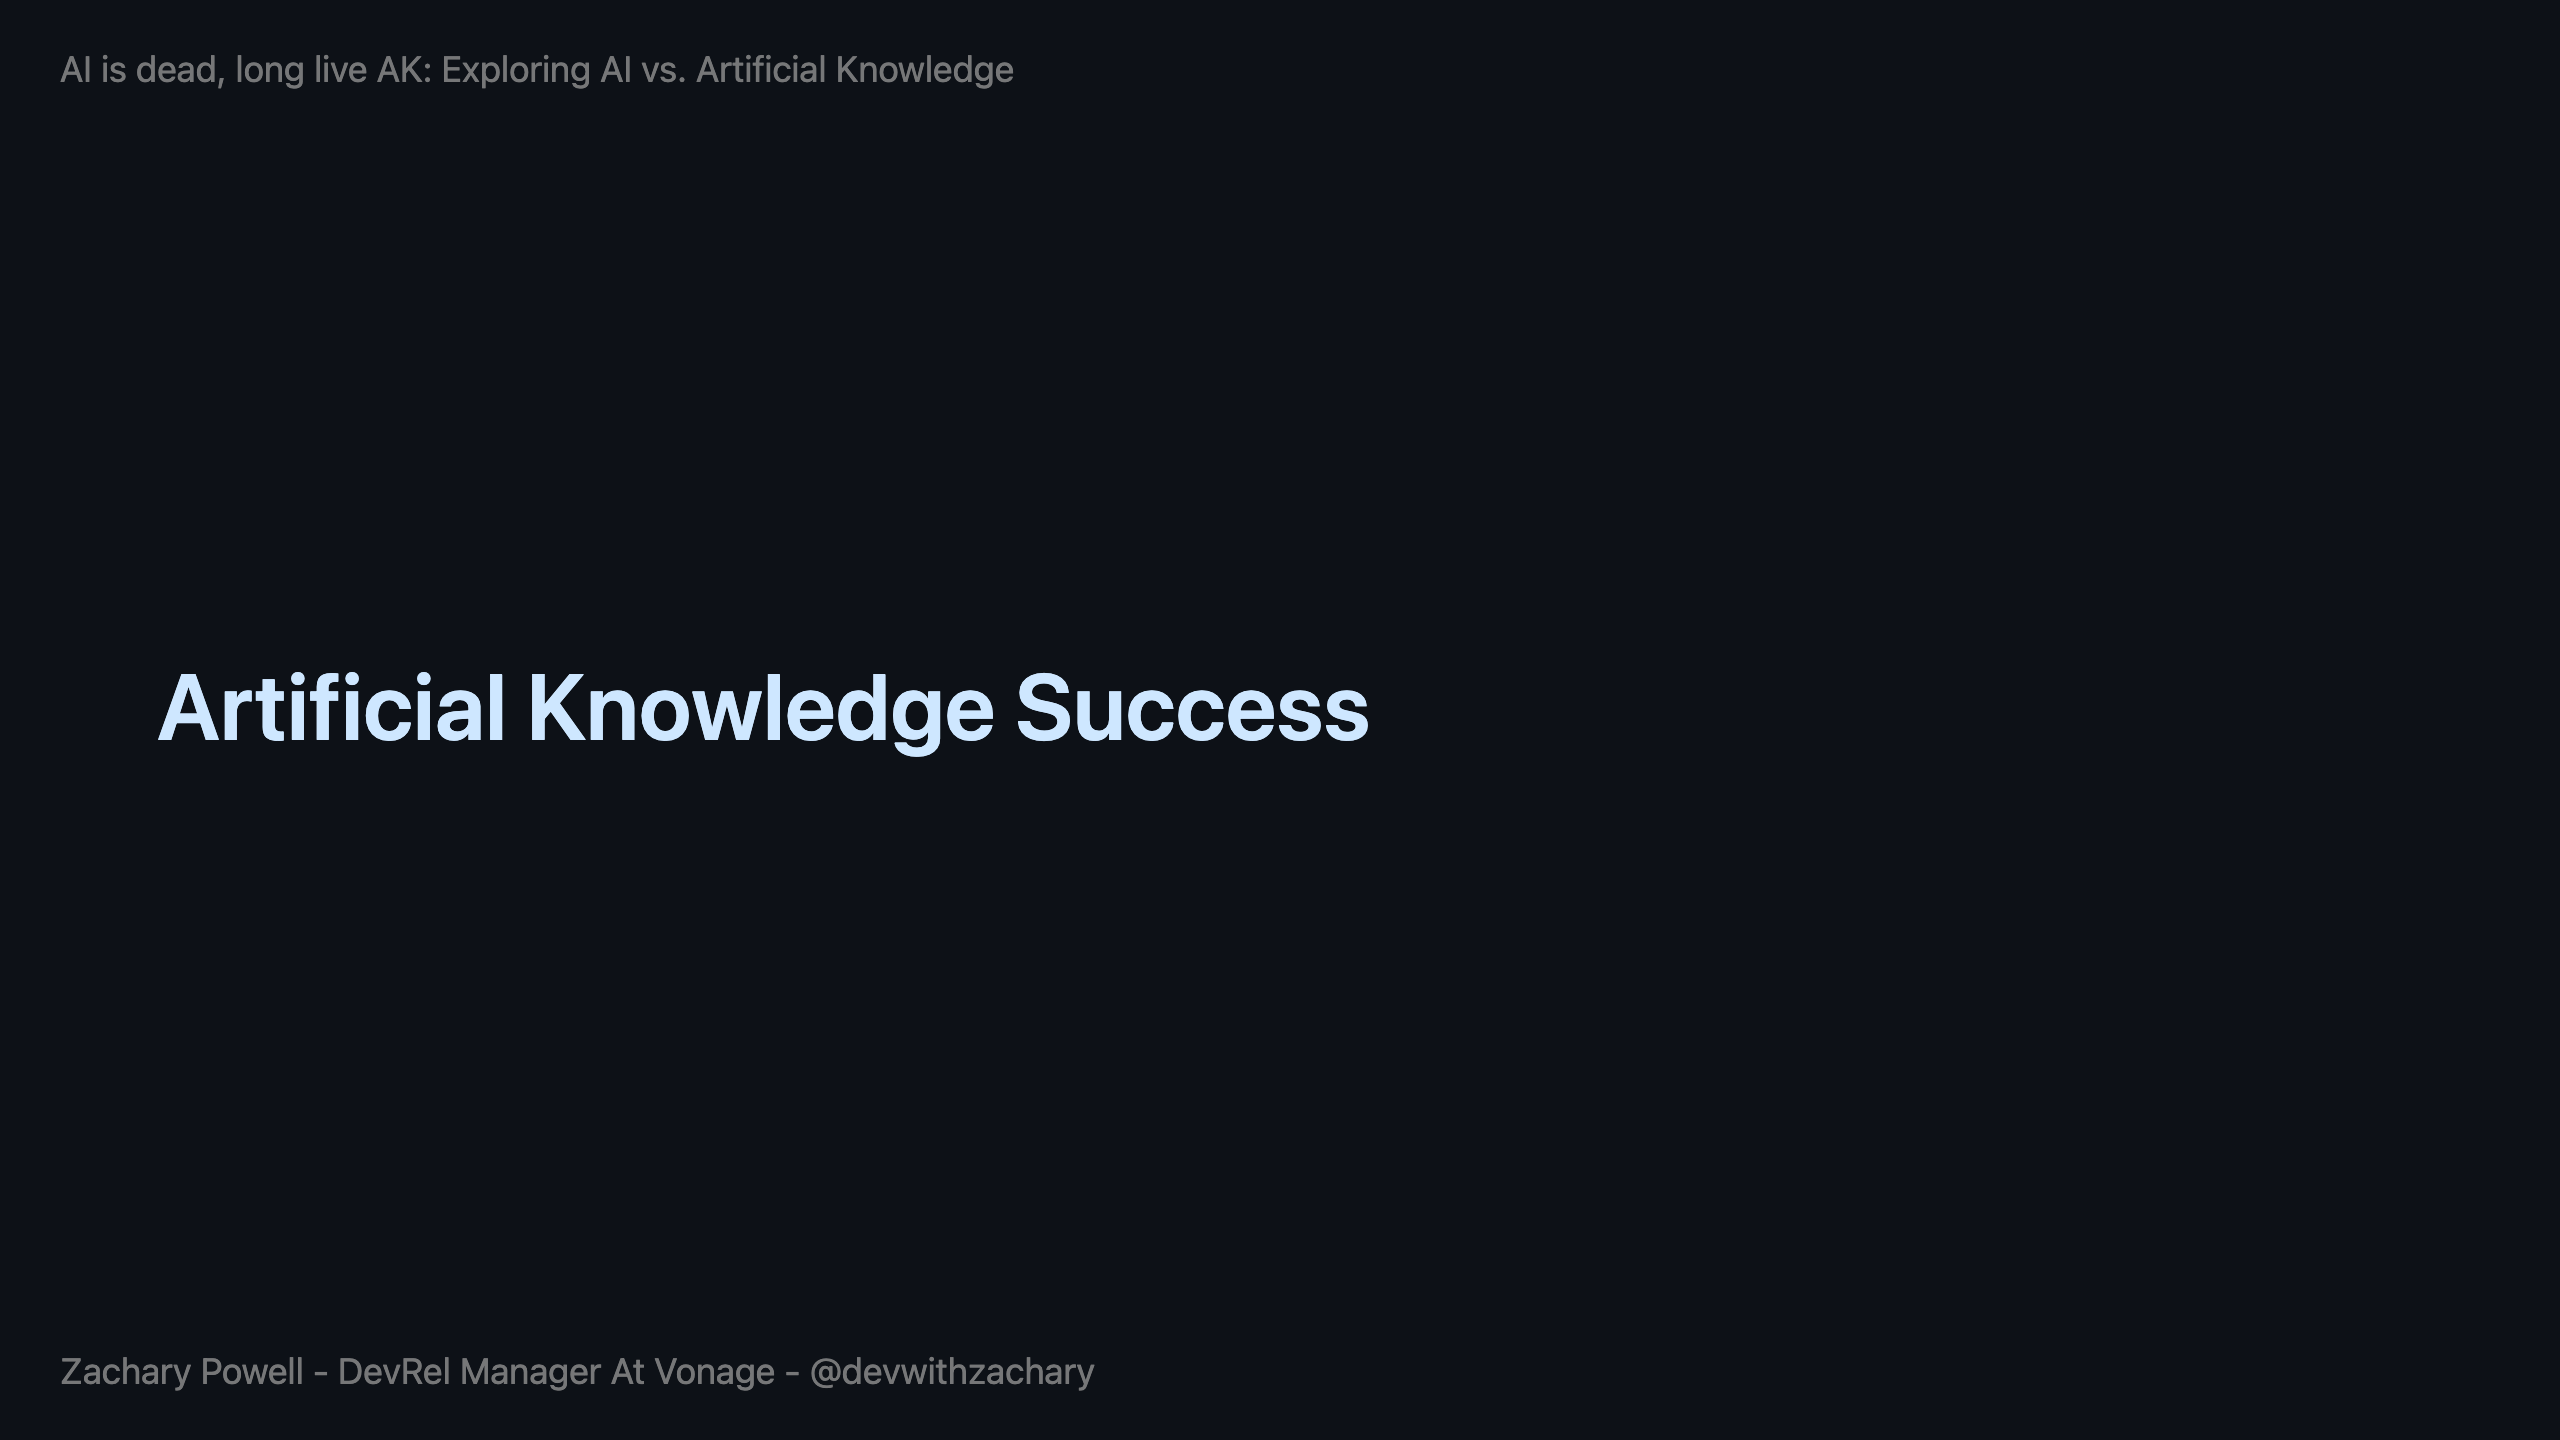 AI is dead, long live AK: Exploring AI vs. Artificial Knowledge
Artificial Knowledge Success
Zachary Powell - DevRel Manager At Vonage - @devwithzachary